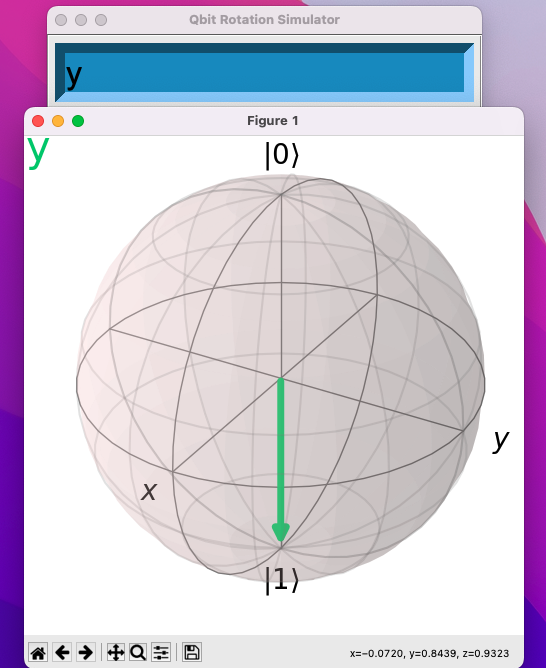 Qbit Rotation Simulator
y
Figure 1
y
|0⟩
y
x
|1⟩
x=−0.0720, y=0.8439, z=0.9323